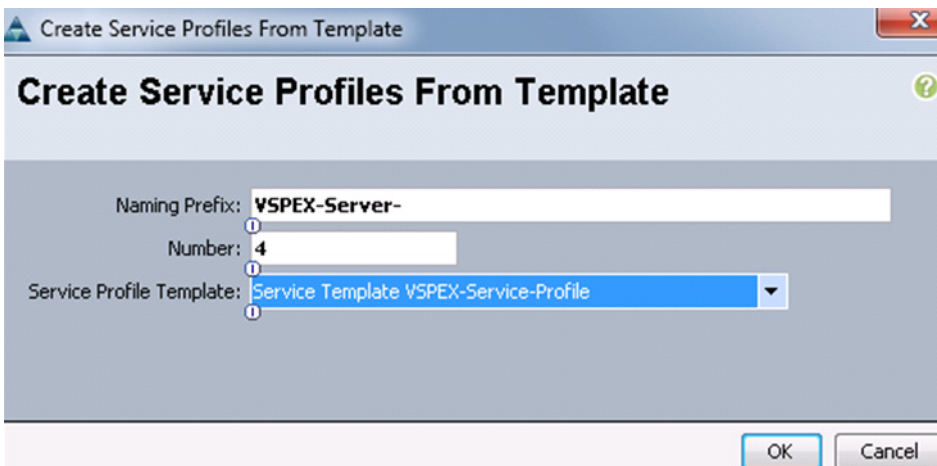 Create Service Profiles From Template
Create Service Profiles From Template
Naming Prefix: VSPEX-Server-
Number: 4
Service Profile Template: Service Template VSPEX-Service-Profile
OK Cancel